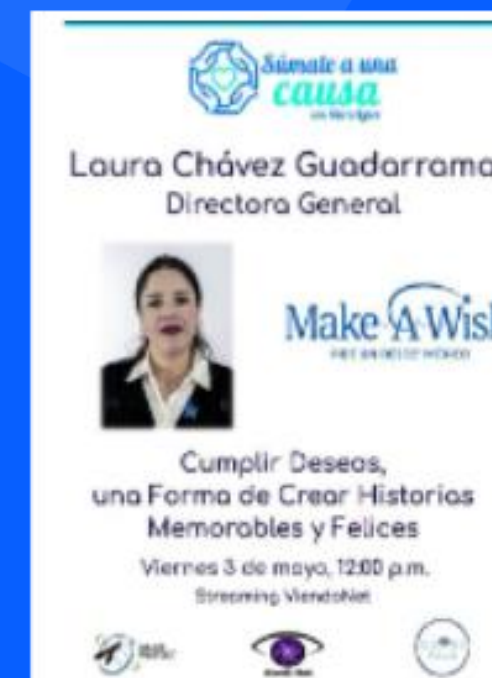 Súmate a una
causa
Laura Chávez Guadarrama
Directora General
Make A Wish
MÉXICO
Cumplir Deseos,
una Forma de Crear Historias
Memorables y Felices
Viernes 3 de mayo, 12:00 p.m.
Streaming ViendoNet